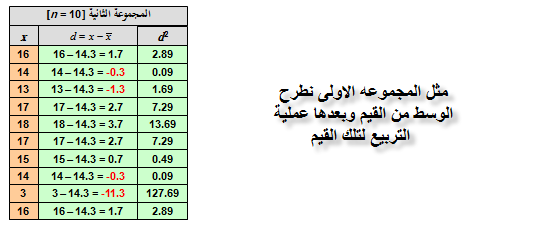 المجموعة الثانية [n = 10]
x d = x – x̅ d²
16 16 – 14.3 = 1.7 2.89
14 14 – 14.3 = -0.3 0.09
13 13 – 14.3 = -1.3 1.69
17 17 – 14.3 = 2.7 7.29
18 18 – 14.3 = 3.7 13.69
17 17 – 14.3 = 2.7 7.29
15 15 – 14.3 = 0.7 0.49
14 14 – 14.3 = -0.3 0.09
3 3 – 14.3 = -11.3 127.69
16 16 – 14.3 = 1.7 2.89
مثل المجموعه الاولى نطرح
الوسط من القيم وبعدها عملية
التربيع لتلك القيم